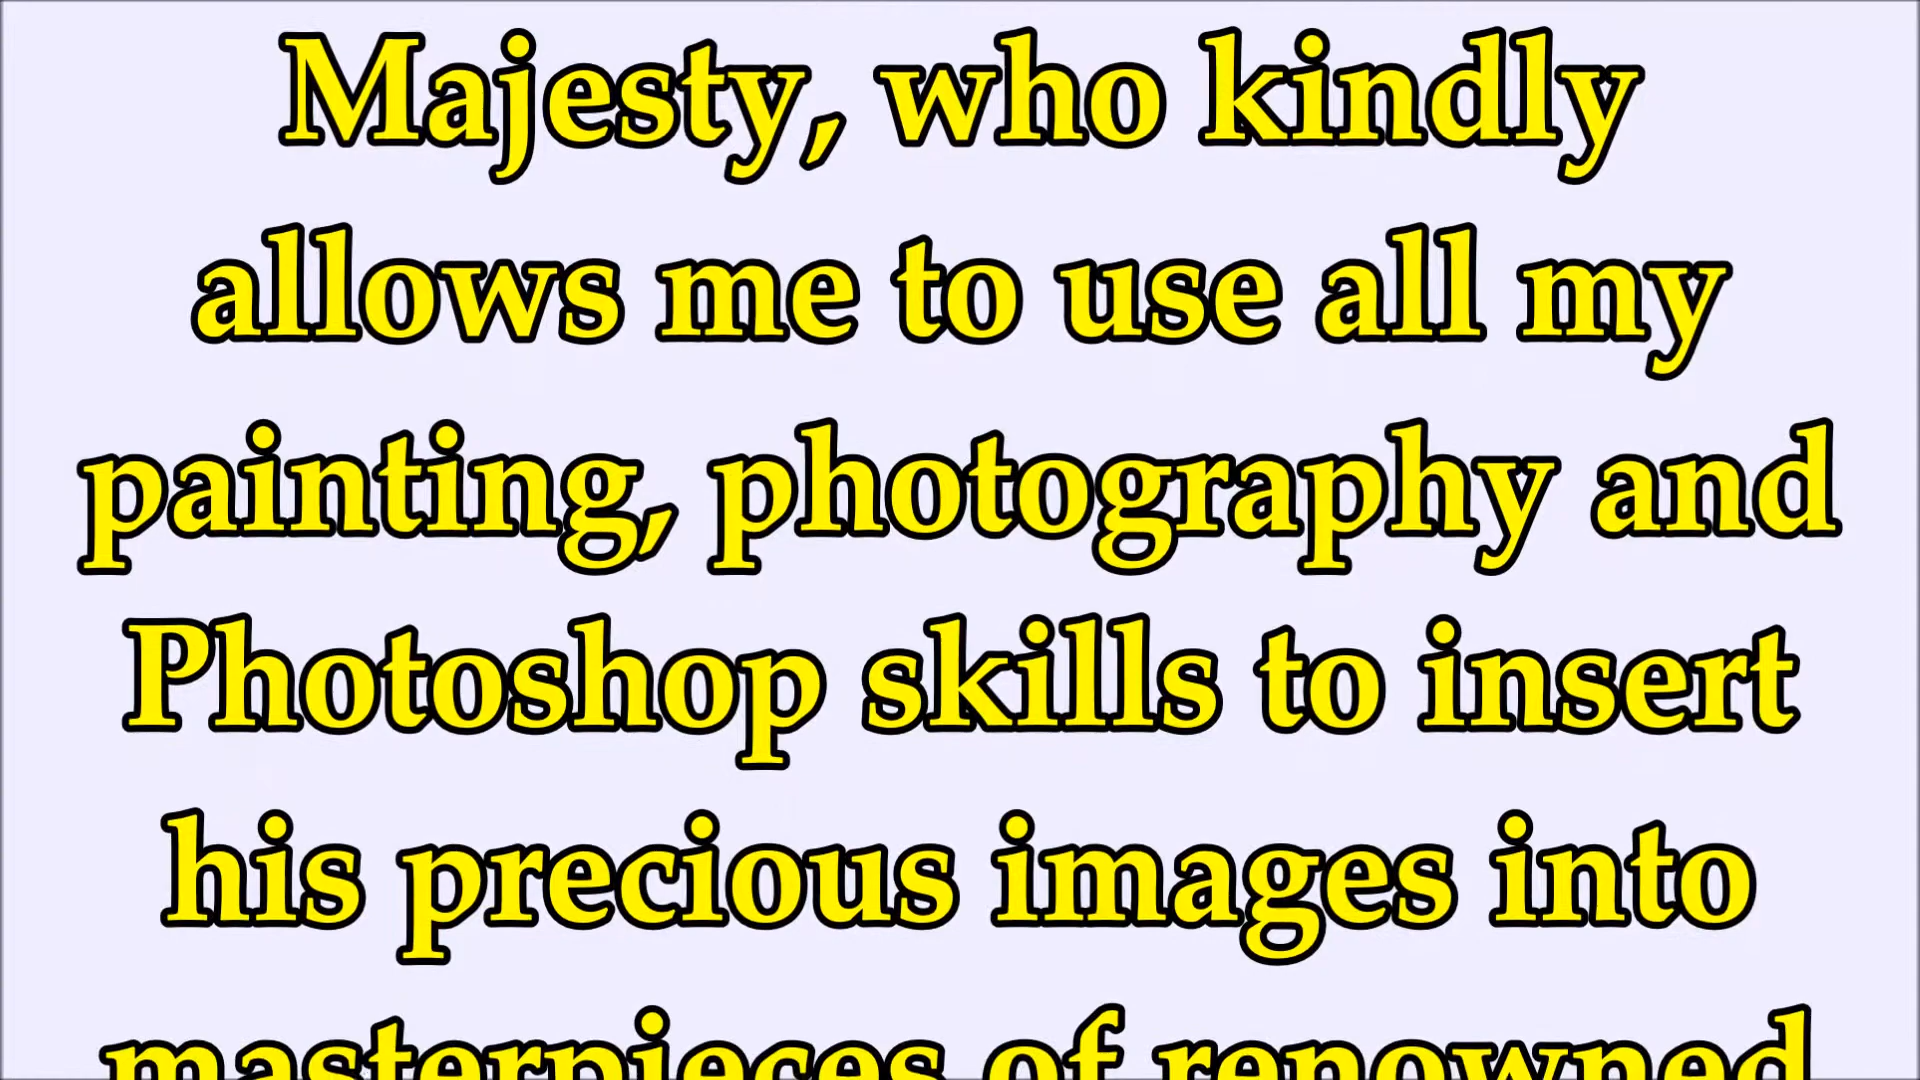 Majesty, who kindly
allows me to use all my
painting, photography and
Photoshop skills to insert
his precious images into
masterpieces of renowned